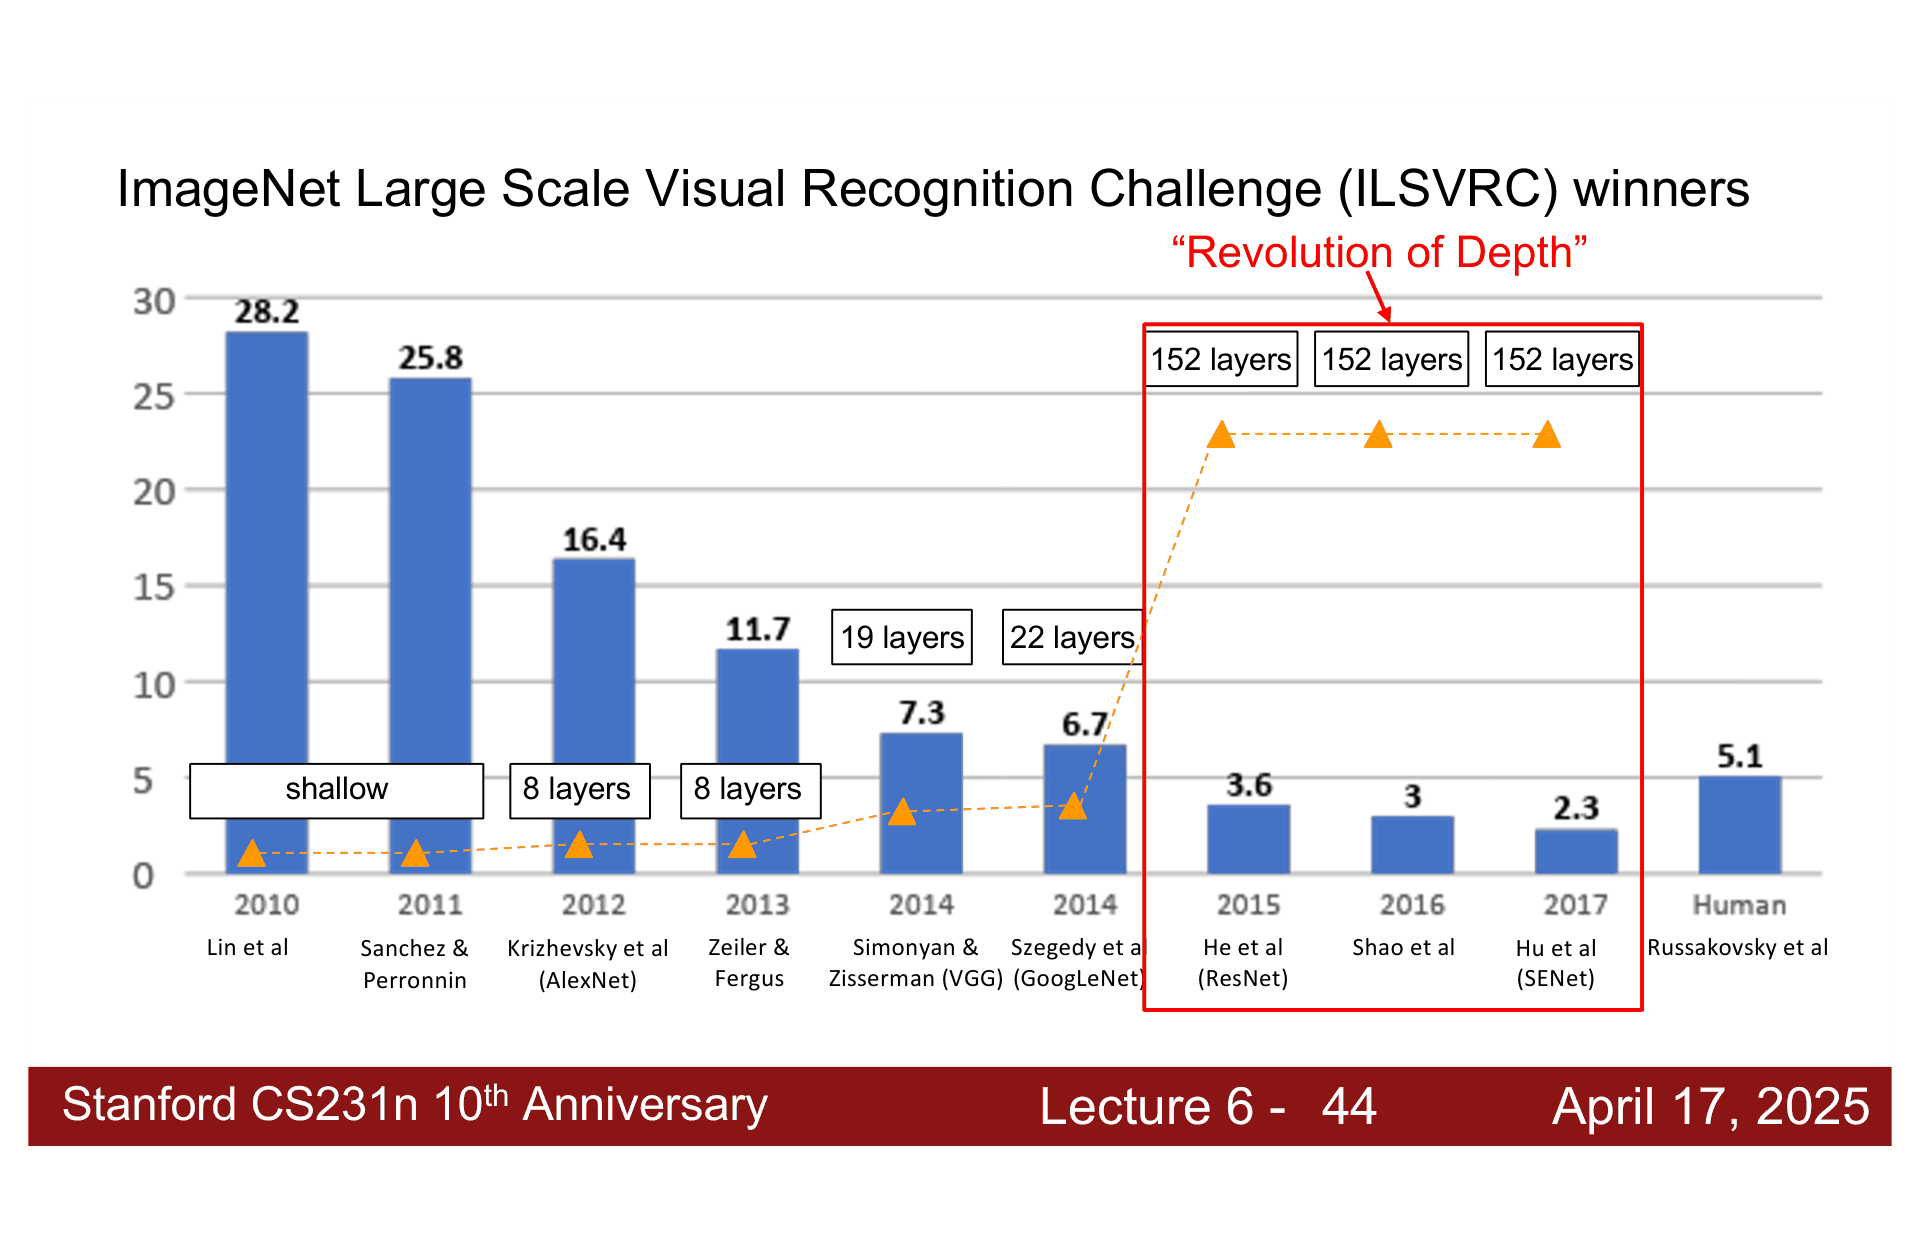 ImageNet Large Scale Visual Recognition Challenge (ILSVRC) winners
“Revolution of Depth”
30
28.2
25.8
152 layers
152 layers
152 layers
25
20
16.4
15
11.7
19 layers
22 layers
10
7.3
6.7
5
shallow
8 layers
8 layers
3.6
3
2.3
5.1
0
2010
2011
2012
2013
2014
2014
2015
2016
2017
Human
Lin et al
Sanchez &
Perronnin
Krizhevsky et al
(AlexNet)
Zeiler &
Fergus
Simonyan &
Zisserman (VGG)
Szegedy et a
(GoogLeNet)
He et al
(ResNet)
Shao et al
Hu et al
(SENet)
Russakovsky et al
Stanford CS231n 10th Anniversary
Lecture 6 - 44
April 17, 2025